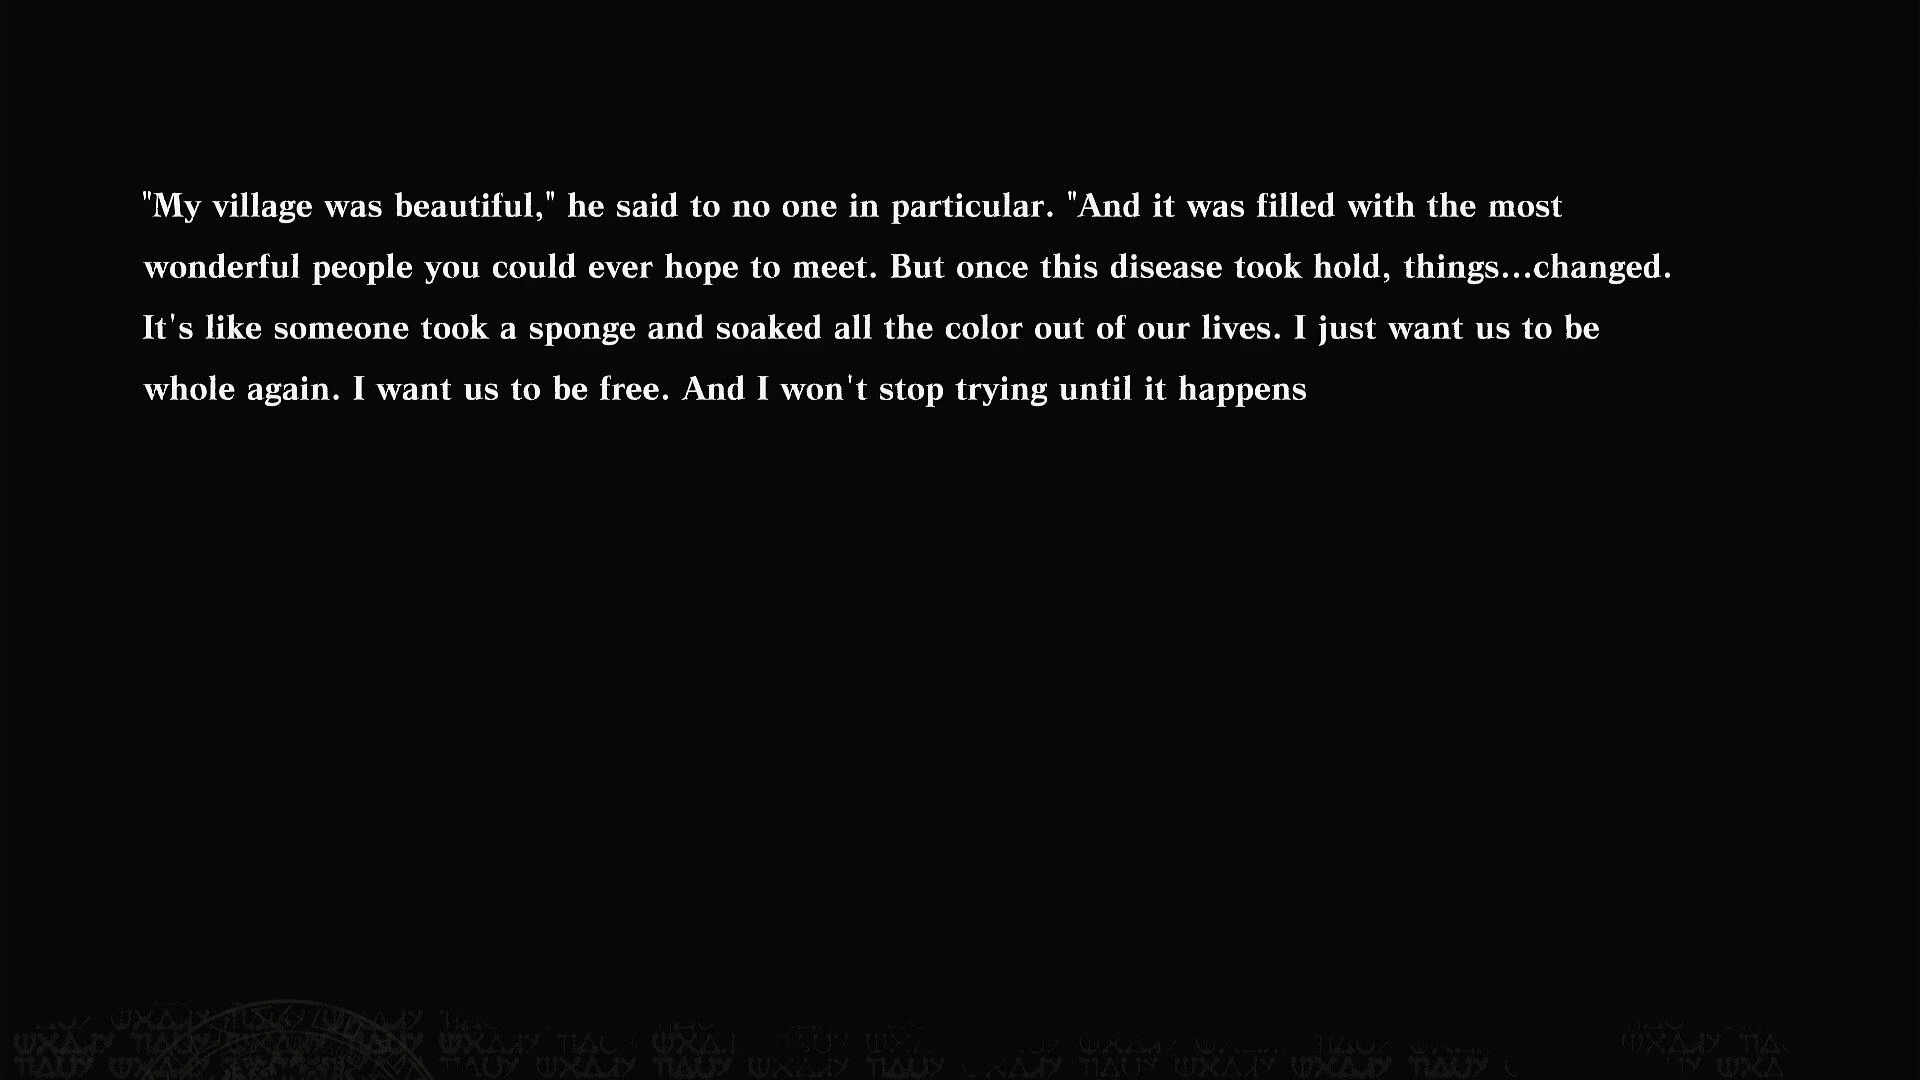 "My village was beautiful," he said to no one in particular. "And it was filled with the most
wonderful people you could ever hope to meet. But once this disease took hold, things...changed.
It's like someone took a sponge and soaked all the color out of our lives. I just want us to be
whole again. I want us to be free. And I won't stop trying until it happens